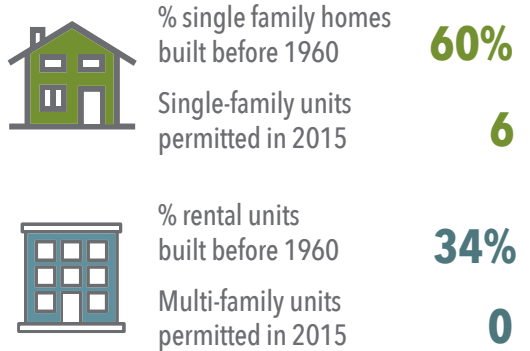 % single family homes
built before 1960
60%
Single-family units
permitted in 2015
6
% rental units
built before 1960
34%
Multi-family units
permitted in 2015
0